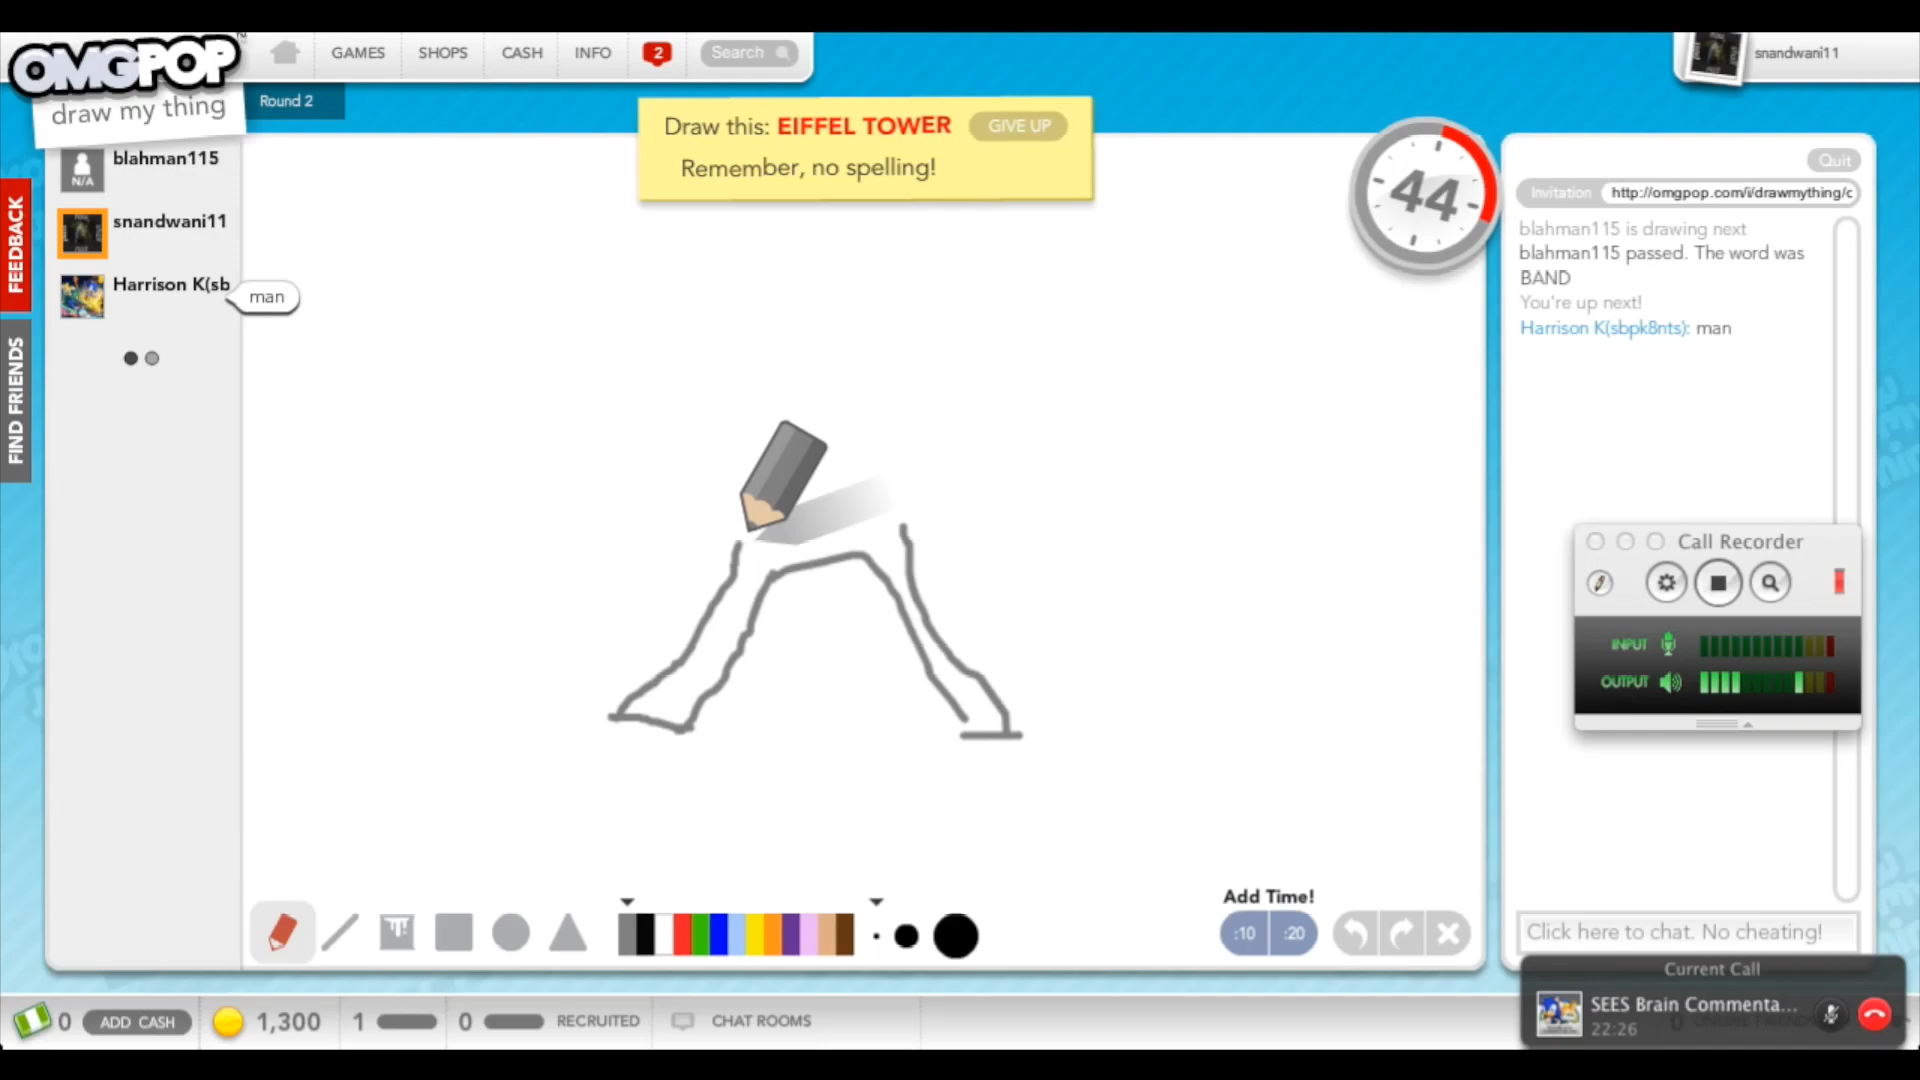 OMGPOP
draw my thing
GAMES
SHOPS
CASH
INFO
2
Search
snandwani11
Round 2
Draw this: EIFFEL TOWER
GIVE UP
Remember, no spelling!
44
FEEDBACK
FIND FRIENDS
blahman115
N/A
snandwani11
Harrison K(sb
man
Quit
Invitation
http://omgpop.com/i/drawmything/c
blahman115 is drawing next
blahman115 passed. The word was
BAND
You're up next!
Harrison K(sbpk8nts): man
Call Recorder
INPUT
OUTPUT
Add Time!
:10
:20
Click here to chat. No cheating!
Current Call
SEES Brain Commenta...
22:26
0
ADD CASH
1,300
1
0
RECRUITED
CHAT ROOMS